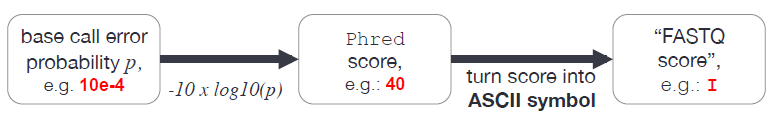 base call error
probability p,
e.g. 10e-4
-10 x log10(p)
Phred
score,
e.g.: 40
turn score into
ASCII symbol
“FASTQ
score”,
e.g.: I